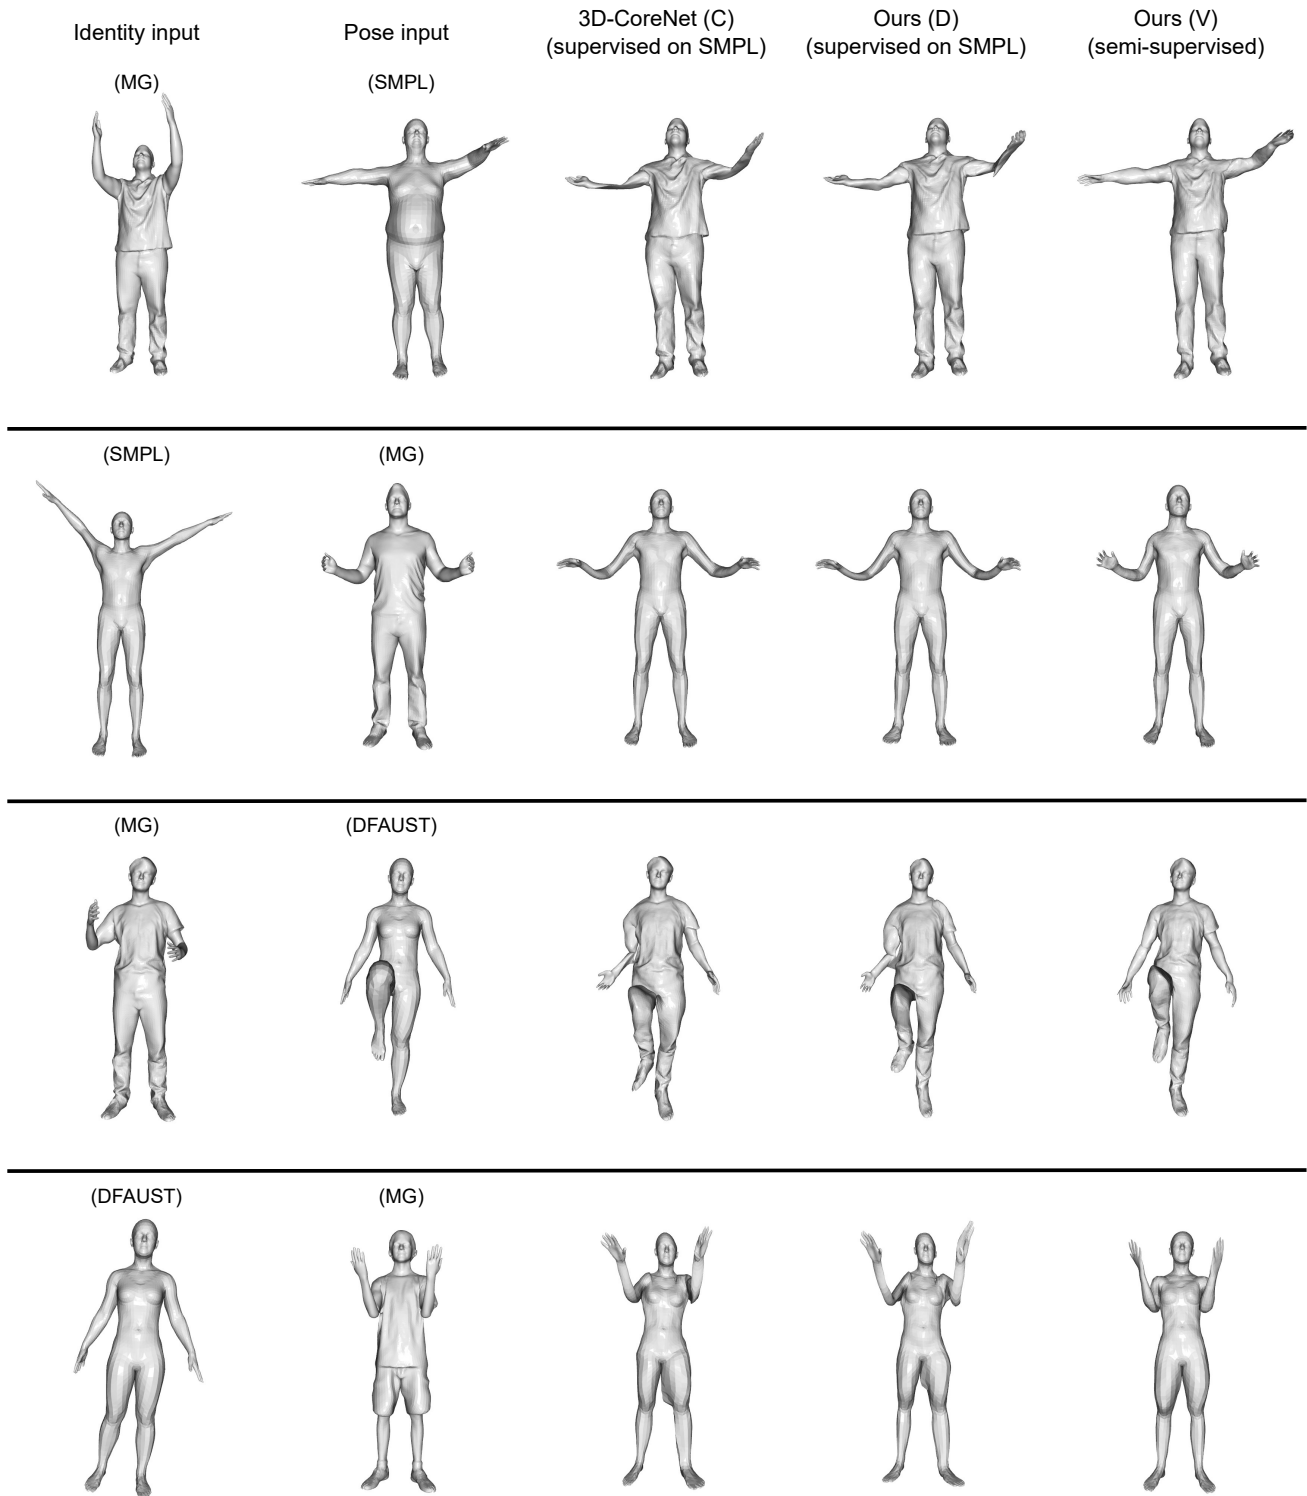 Identity input
Pose input
3D-CoreNet (C)
(supervised on SMPL)
Ours (D)
(supervised on SMPL)
Ours (V)
(semi-supervised)
(MG)
(SMPL)
(SMPL)
(MG)
(MG)
(DFAUST)
(DFAUST)
(MG)